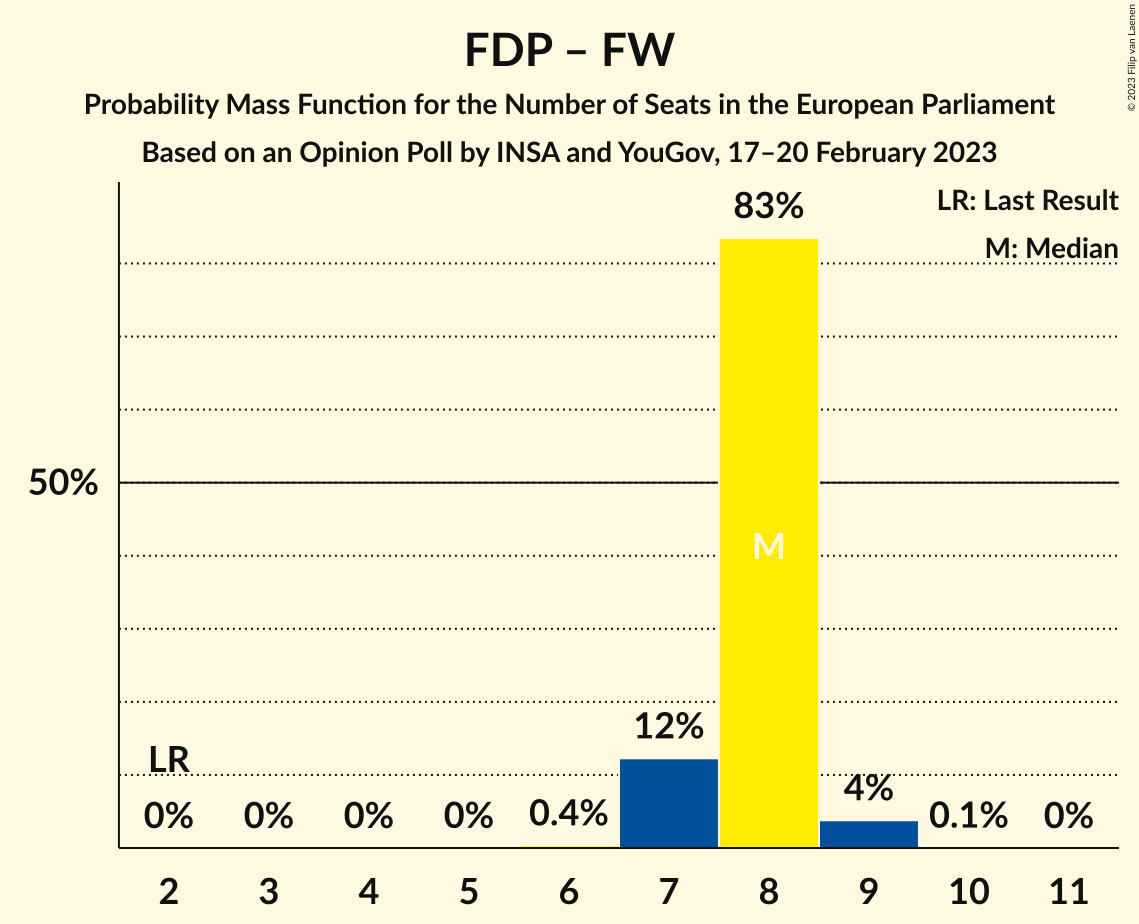 FDP – FW
Probability Mass Function for the Number of Seats in the European Parliament
Based on an Opinion Poll by INSA and YouGov, 17–20 February 2023
© 2023 Filip van Laenen
LR: Last Result
M: Median
83%
50%
M
12%
LR
4%
0% 0% 0% 0% 0.4% 0.1% 0%
2 3 4 5 6 7 8 9 10 11